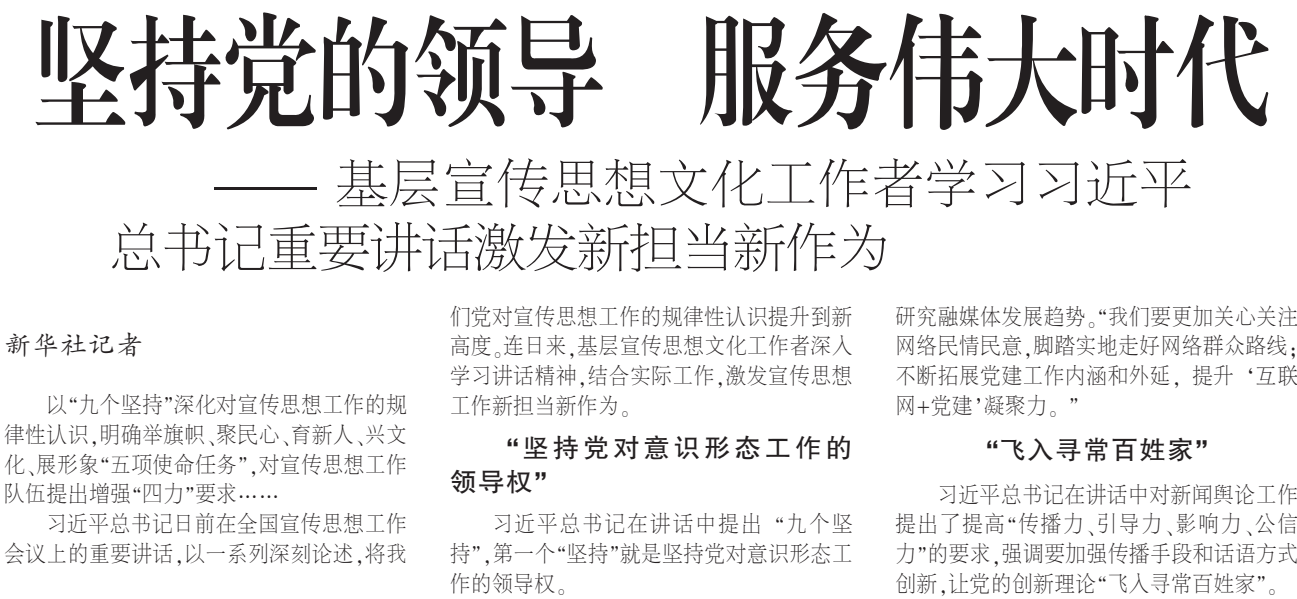 坚持党的领导 服务伟大时代
——基层宣传思想文化工作者学习习近平
总书记重要讲话激发新担当新作为
新华社记者
以“九个坚持”深化对宣传思想工作的规
律性认识,明确举旗帜、聚民心、育新人、兴文
化、展形象“五项使命任务”,对宣传思想工作
队伍提出增强“四力”要求……
习近平总书记日前在全国宣传思想工作
会议上的重要讲话,以一系列深刻论述,将我
们党对宣传思想工作的规律性认识提升到新
高度。连日来,基层宣传思想文化工作者深入
学习讲话精神,结合实际工作,激发宣传思想
工作新担当新作为。
“坚持党对意识形态工作的
领导权”
习近平总书记在讲话中提出“九个坚
持”,第一个“坚持”就是坚持党对意识形态工
作的领导权。
研究融媒体发展趋势。“我们要更加关心关注
网络民情民意,脚踏实地走好网络群众路线;
不断拓展党建工作内涵和外延,提升‘互联
网+党建’凝聚力。”
“飞入寻常百姓家”
习近平总书记在讲话中对新闻舆论工作
提出了提高“传播力、引导力、影响力、公信
力”的要求,强调要加强传播手段和话语方式
创新,让党的创新理论“飞入寻常百姓家”。